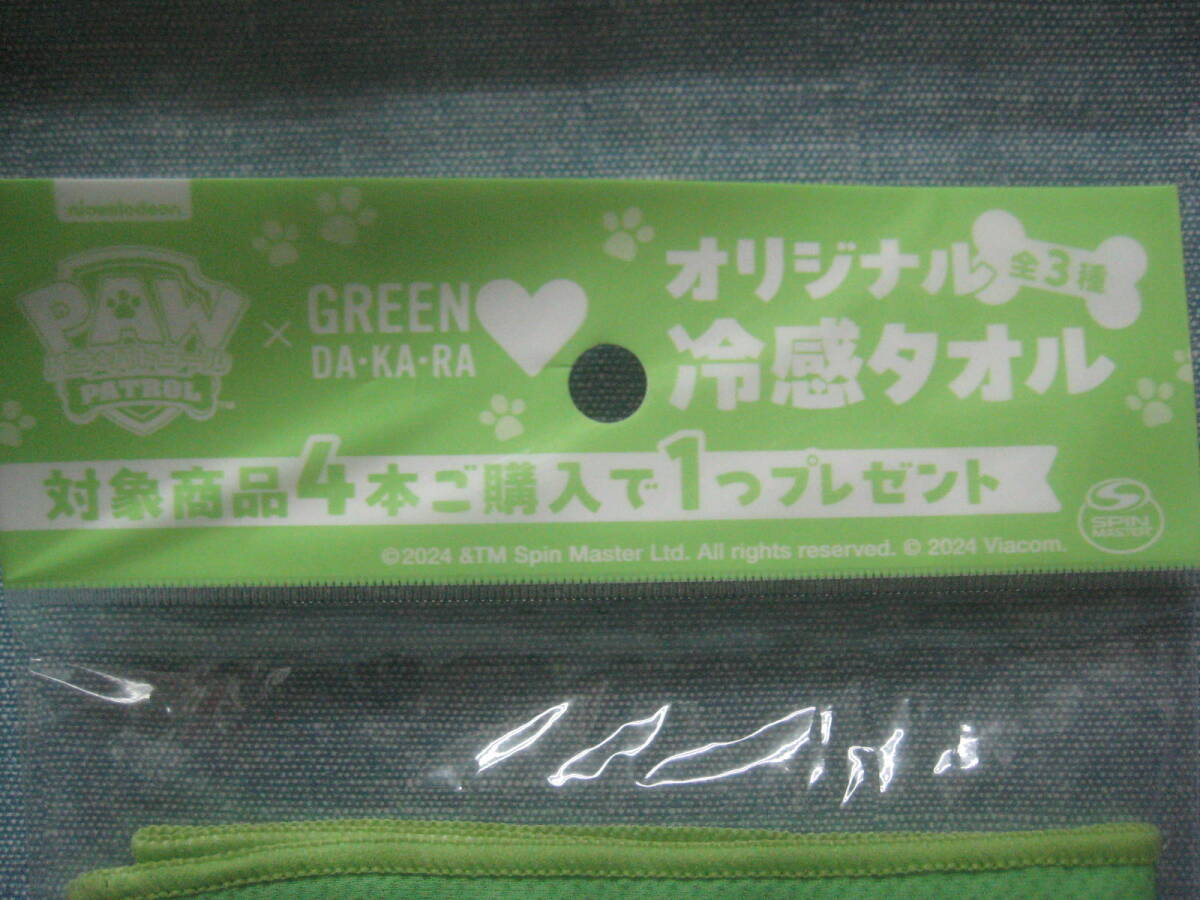 nickelodeon
PAW
PATROL™
×
GREEN
DA・KA・RA
オリジナル
全3種
冷感タオル
対象商品4本ご購入で1つプレゼント
SPIN
MASTER
©2024 &TM Spin Master Ltd. All rights reserved. © 2024 Viacom.